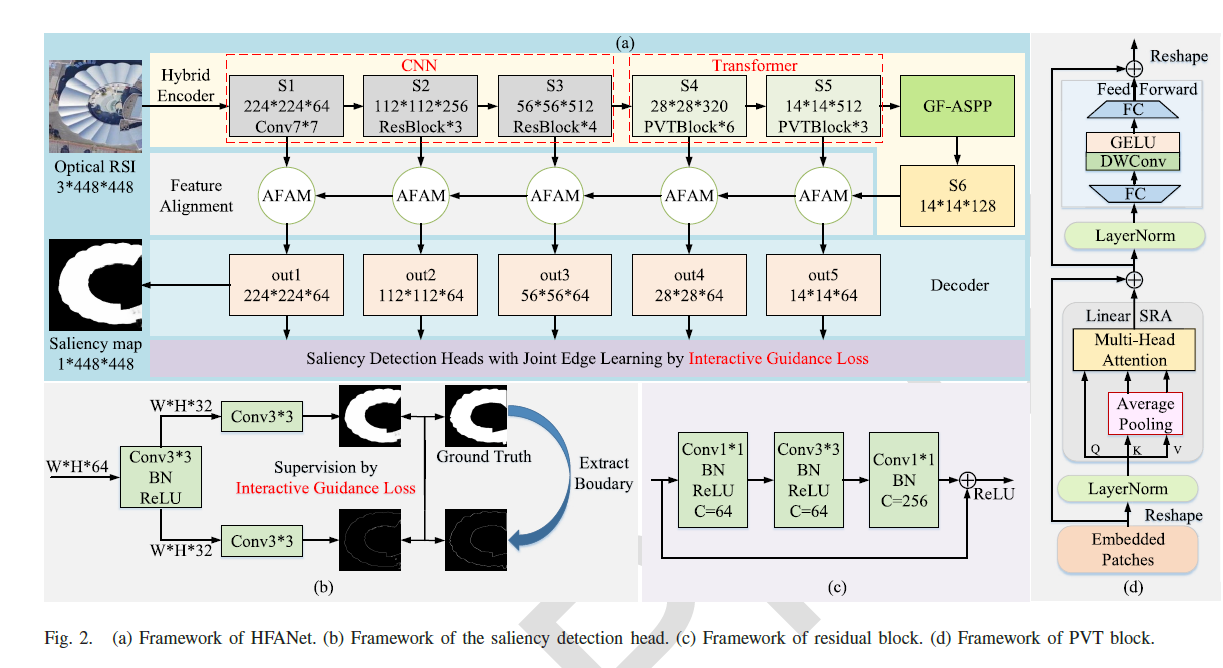 (a)
CNN
Transformer
Hybrid
Encoder
S1
224*224*64
Conv7*7
S2
112*112*256
ResBlock*3
S3
56*56*512
ResBlock*4
S4
28*28*320
PVTBlock*6
S5
14*14*512
PVTBlock*3
GF-ASPP
Optical RSI
3*448*448
Feature
Alignment
AFAM
AFAM
AFAM
AFAM
AFAM
S6
14*14*128
out1
224*224*64
out2
112*112*64
out3
56*56*64
out4
28*28*64
out5
14*14*64
Decoder
Saliency map
1*448*448
Saliency Detection Heads with Joint Edge Learning by Interactive Guidance Loss
W*H*64
Conv3*3
BN
ReLU
W*H*32
Conv3*3
W*H*32
Conv3*3
Supervision by
Interactive Guidance Loss
Ground Truth
Extract
Boudary
(b)
Conv1*1
BN
ReLU
C=64
Conv3*3
BN
ReLU
C=64
Conv1*1
BN
C=256
ReLU
(c)
Reshape
Feed Forward
FC
GELU
DWConv
FC
LayerNorm
Linear SRA
Multi-Head
Attention
Average
Pooling
Q K V
LayerNorm
Reshape
Embedded
Patches
(d)
Fig. 2. (a) Framework of HFANet. (b) Framework of the saliency detection head. (c) Framework of residual block. (d) Framework of PVT block.